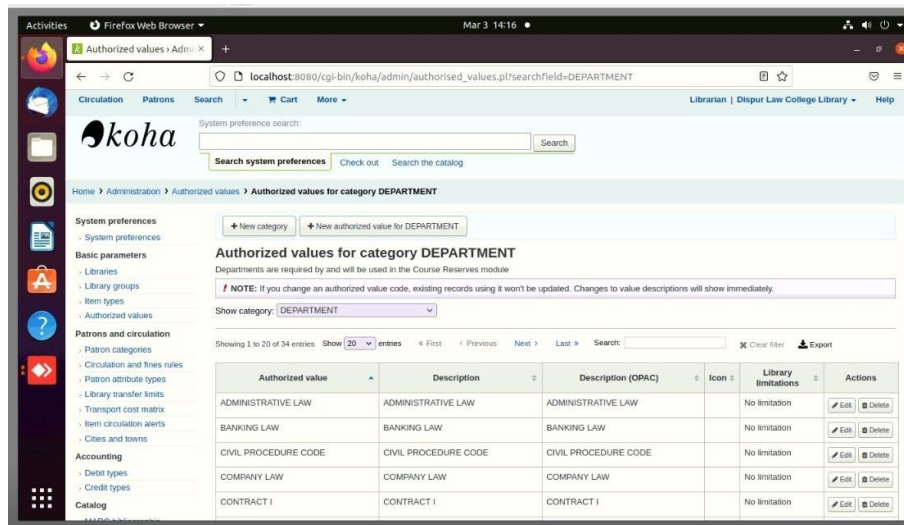 Activities Firefox Web Browser Mar 3 14:16
Authorized values › Admi × +
localhost:8080/cgi-bin/koha/admin/authorised_values.pl?searchfield=DEPARTMENT
Circulation Patrons Search Cart More Librarian | Dispur Law College Library Help
koha
System preference search:
Search
Search system preferences Check out Search the catalog
Home › Administration › Authorized values › Authorized values for category DEPARTMENT
System preferences
› System preferences
Basic parameters
› Libraries
› Library groups
› Item types
› Authorized values
Patrons and circulation
› Patron categories
› Circulation and fines rules
› Patron attribute types
› Library transfer limits
› Transport cost matrix
› Item circulation alerts
› Cities and towns
Accounting
› Debit types
› Credit types
Catalog
+ New category + New authorized value for DEPARTMENT
Authorized values for category DEPARTMENT
Departments are required by and will be used in the Course Reserves module
! NOTE: If you change an authorized value code, existing records using it won't be updated. Changes to value descriptions will show immediately.
Show category: DEPARTMENT
Showing 1 to 20 of 34 entries Show 20 entries « First ‹ Previous Next › Last » Search: Clear filter Export
Authorized value Description Description (OPAC) Icon Library limitations Actions
ADMINISTRATIVE LAW ADMINISTRATIVE LAW ADMINISTRATIVE LAW No limitation Edit Delete
BANKING LAW BANKING LAW BANKING LAW No limitation Edit Delete
CIVIL PROCEDURE CODE CIVIL PROCEDURE CODE CIVIL PROCEDURE CODE No limitation Edit Delete
COMPANY LAW COMPANY LAW COMPANY LAW No limitation Edit Delete
CONTRACT I CONTRACT I CONTRACT I No limitation Edit Delete